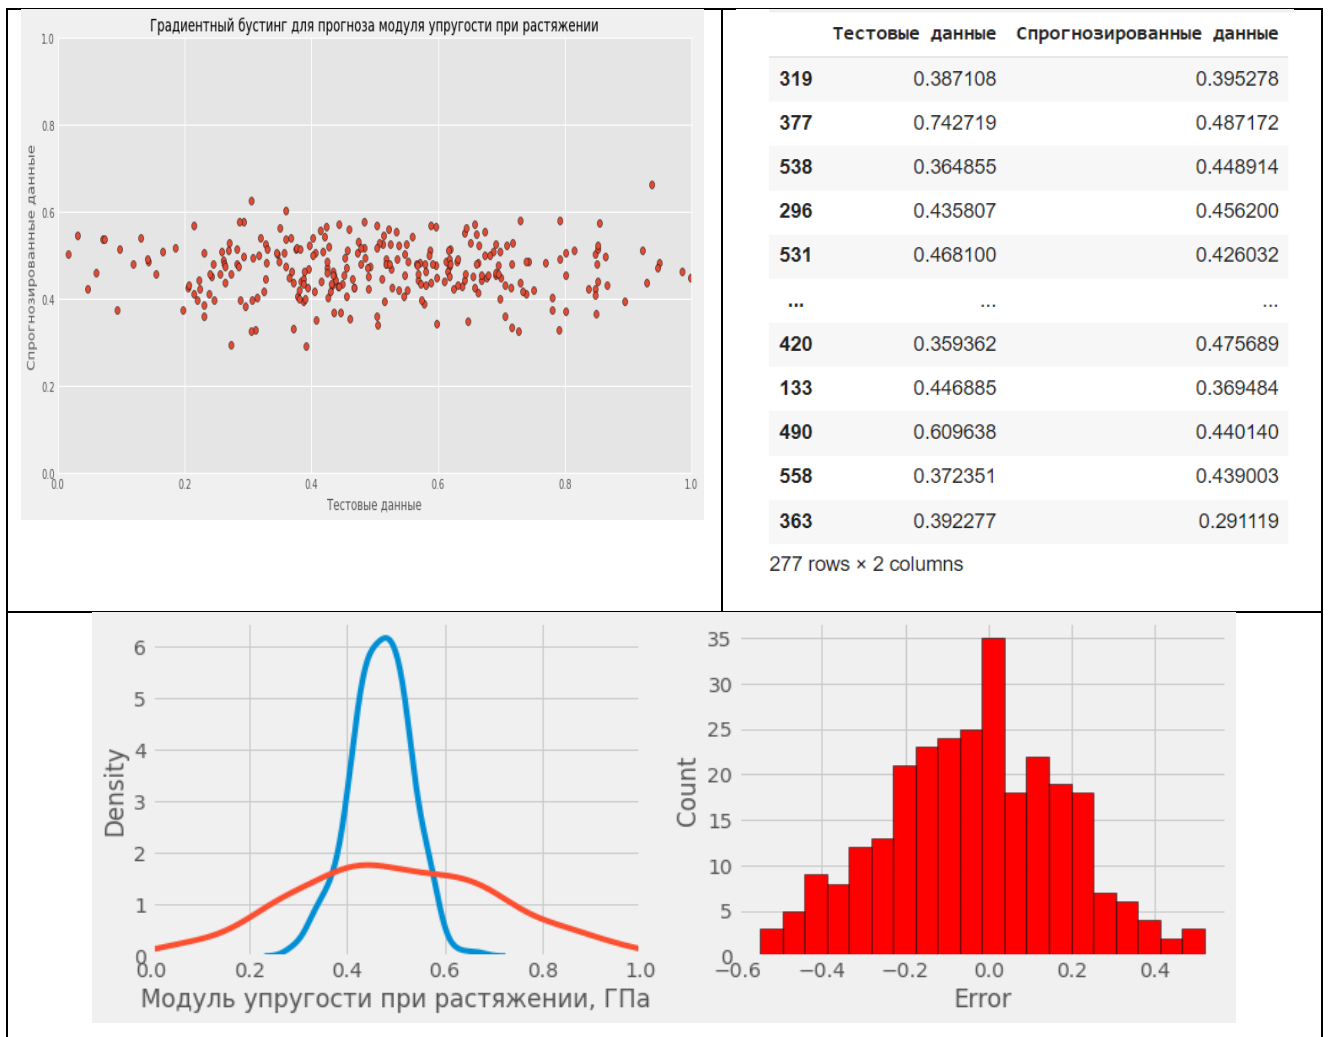 Градиентный бустинг для прогноза модуля упругости при растяжении
1.0
0.8
0.6
0.4
0.2
0.0
0.0 0.2 0.4 0.6 0.8 1.0
Спрогнозированные данные
Тестовые данные
Тестовые данные Спрогнозированные данные
319 0.387108 0.395278
377 0.742719 0.487172
538 0.364855 0.448914
296 0.435807 0.456200
531 0.468100 0.426032
... ... ...
420 0.359362 0.475689
133 0.446885 0.369484
490 0.609638 0.440140
558 0.372351 0.439003
363 0.392277 0.291119
277 rows × 2 columns
6
5
4
3
2
1
0
0.0 0.2 0.4 0.6 0.8 1.0
Density
Модуль упругости при растяжении, ГПа
35
30
25
20
15
10
5
0
−0.6 −0.4 −0.2 0.0 0.2 0.4
Count
Error